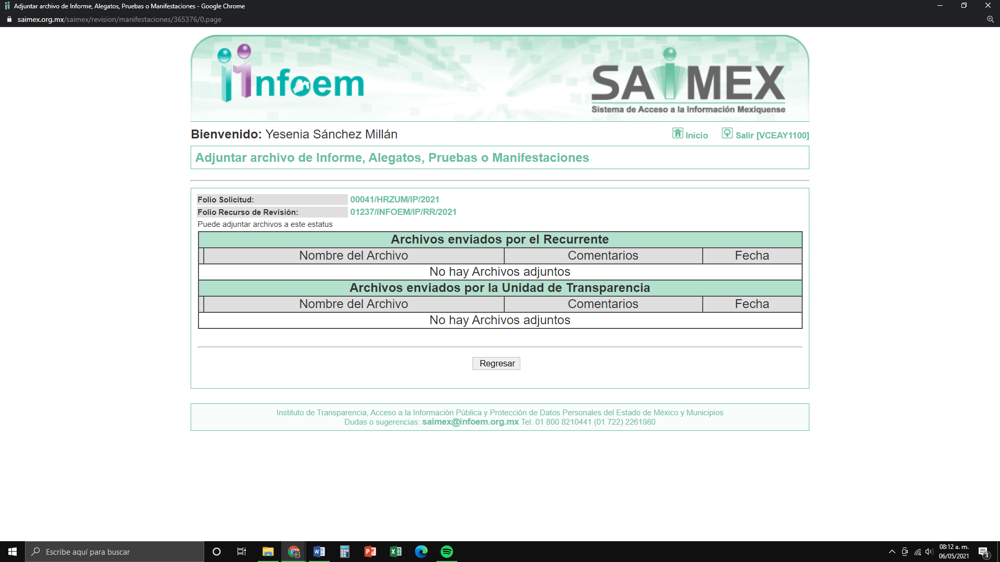 Adjuntar archivo de Informe, Alegatos, Pruebas o Manifestaciones - Google Chrome
saimex.org.mx/saimex/revision/manifestaciones/365376/0.page
infoem
SAIMEX
Sistema de Acceso a la Información Mexiquense
Bienvenido: Yesenia Sánchez Millán
Inicio Salir [VCEAY1100]
Adjuntar archivo de Informe, Alegatos, Pruebas o Manifestaciones
Folio Solicitud: 00041/HRZUM/IP/2021
Folio Recurso de Revisión: 01237/INFOEM/IP/RR/2021
Puede adjuntar archivos a este estatus
Archivos enviados por el Recurrente
Nombre del Archivo Comentarios Fecha
No hay Archivos adjuntos
Archivos enviados por la Unidad de Transparencia
Nombre del Archivo Comentarios Fecha
No hay Archivos adjuntos
Regresar
Instituto de Transparencia, Acceso a la Información Pública y Protección de Datos Personales del Estado de México y Municipios
Dudas o sugerencias: saimex@infoem.org.mx Tel. 01 800 8210441 (01 722) 2261980
Escribe aquí para buscar
08:12 a. m.
06/05/2021
3